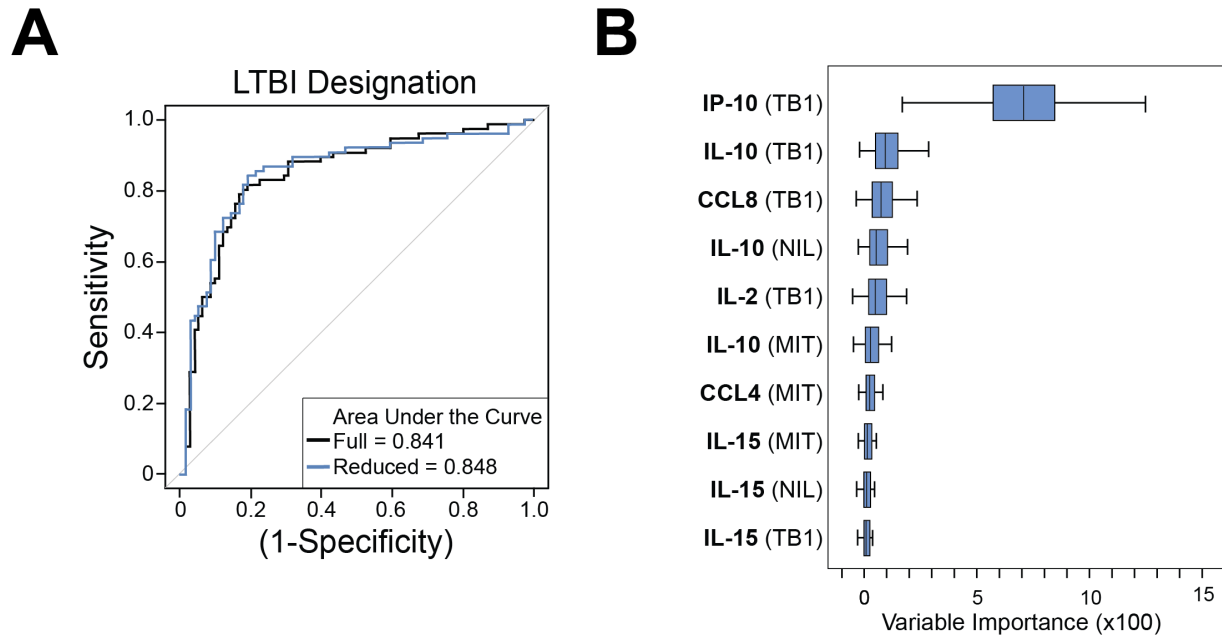 A
LTBI Designation
1.0
0.8
0.6
0.4
0.2
0
Sensitivity
Area Under the Curve
Full = 0.841
Reduced = 0.848
0 0.2 0.4 0.6 0.8 1.0
(1-Specificity)
B
IP-10 (TB1)
IL-10 (TB1)
CCL8 (TB1)
IL-10 (NIL)
IL-2 (TB1)
IL-10 (MIT)
CCL4 (MIT)
IL-15 (MIT)
IL-15 (NIL)
IL-15 (TB1)
0 5 10 15
Variable Importance (x100)